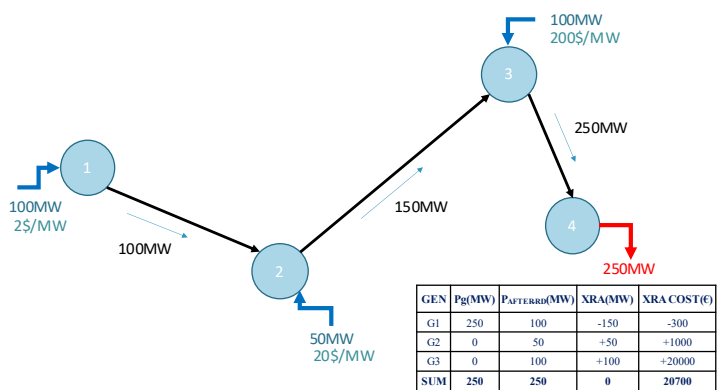 100MW
200$/MW
3
250MW
1
150MW
100MW
2$/MW
100MW
4
2
250MW
50MW
20$/MW
GEN Pg(MW) PAFTERRD(MW) XRA(MW) XRA COST(€)
G1 250 100 -150 -300
G2 0 50 +50 +1000
G3 0 100 +100 +20000
SUM 250 250 0 20700